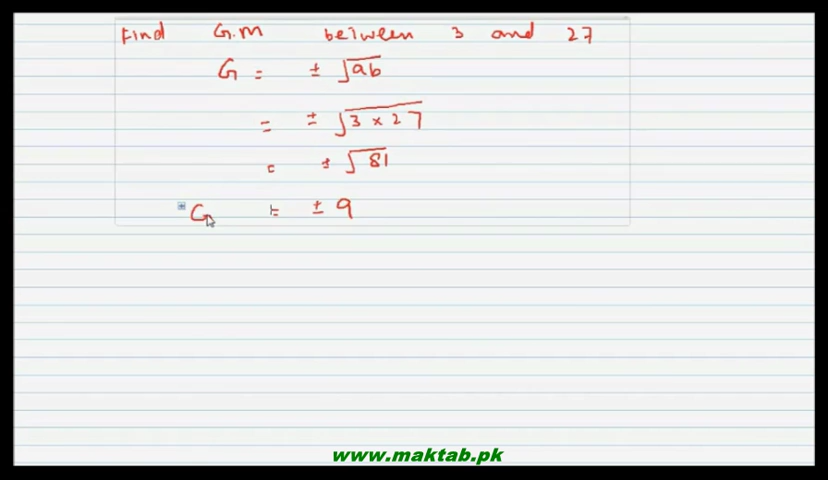 Find G.M between 3 and 27
G = ± √ab
= ± √3 × 27
= ± √81
G = ± 9
www.maktab.pk